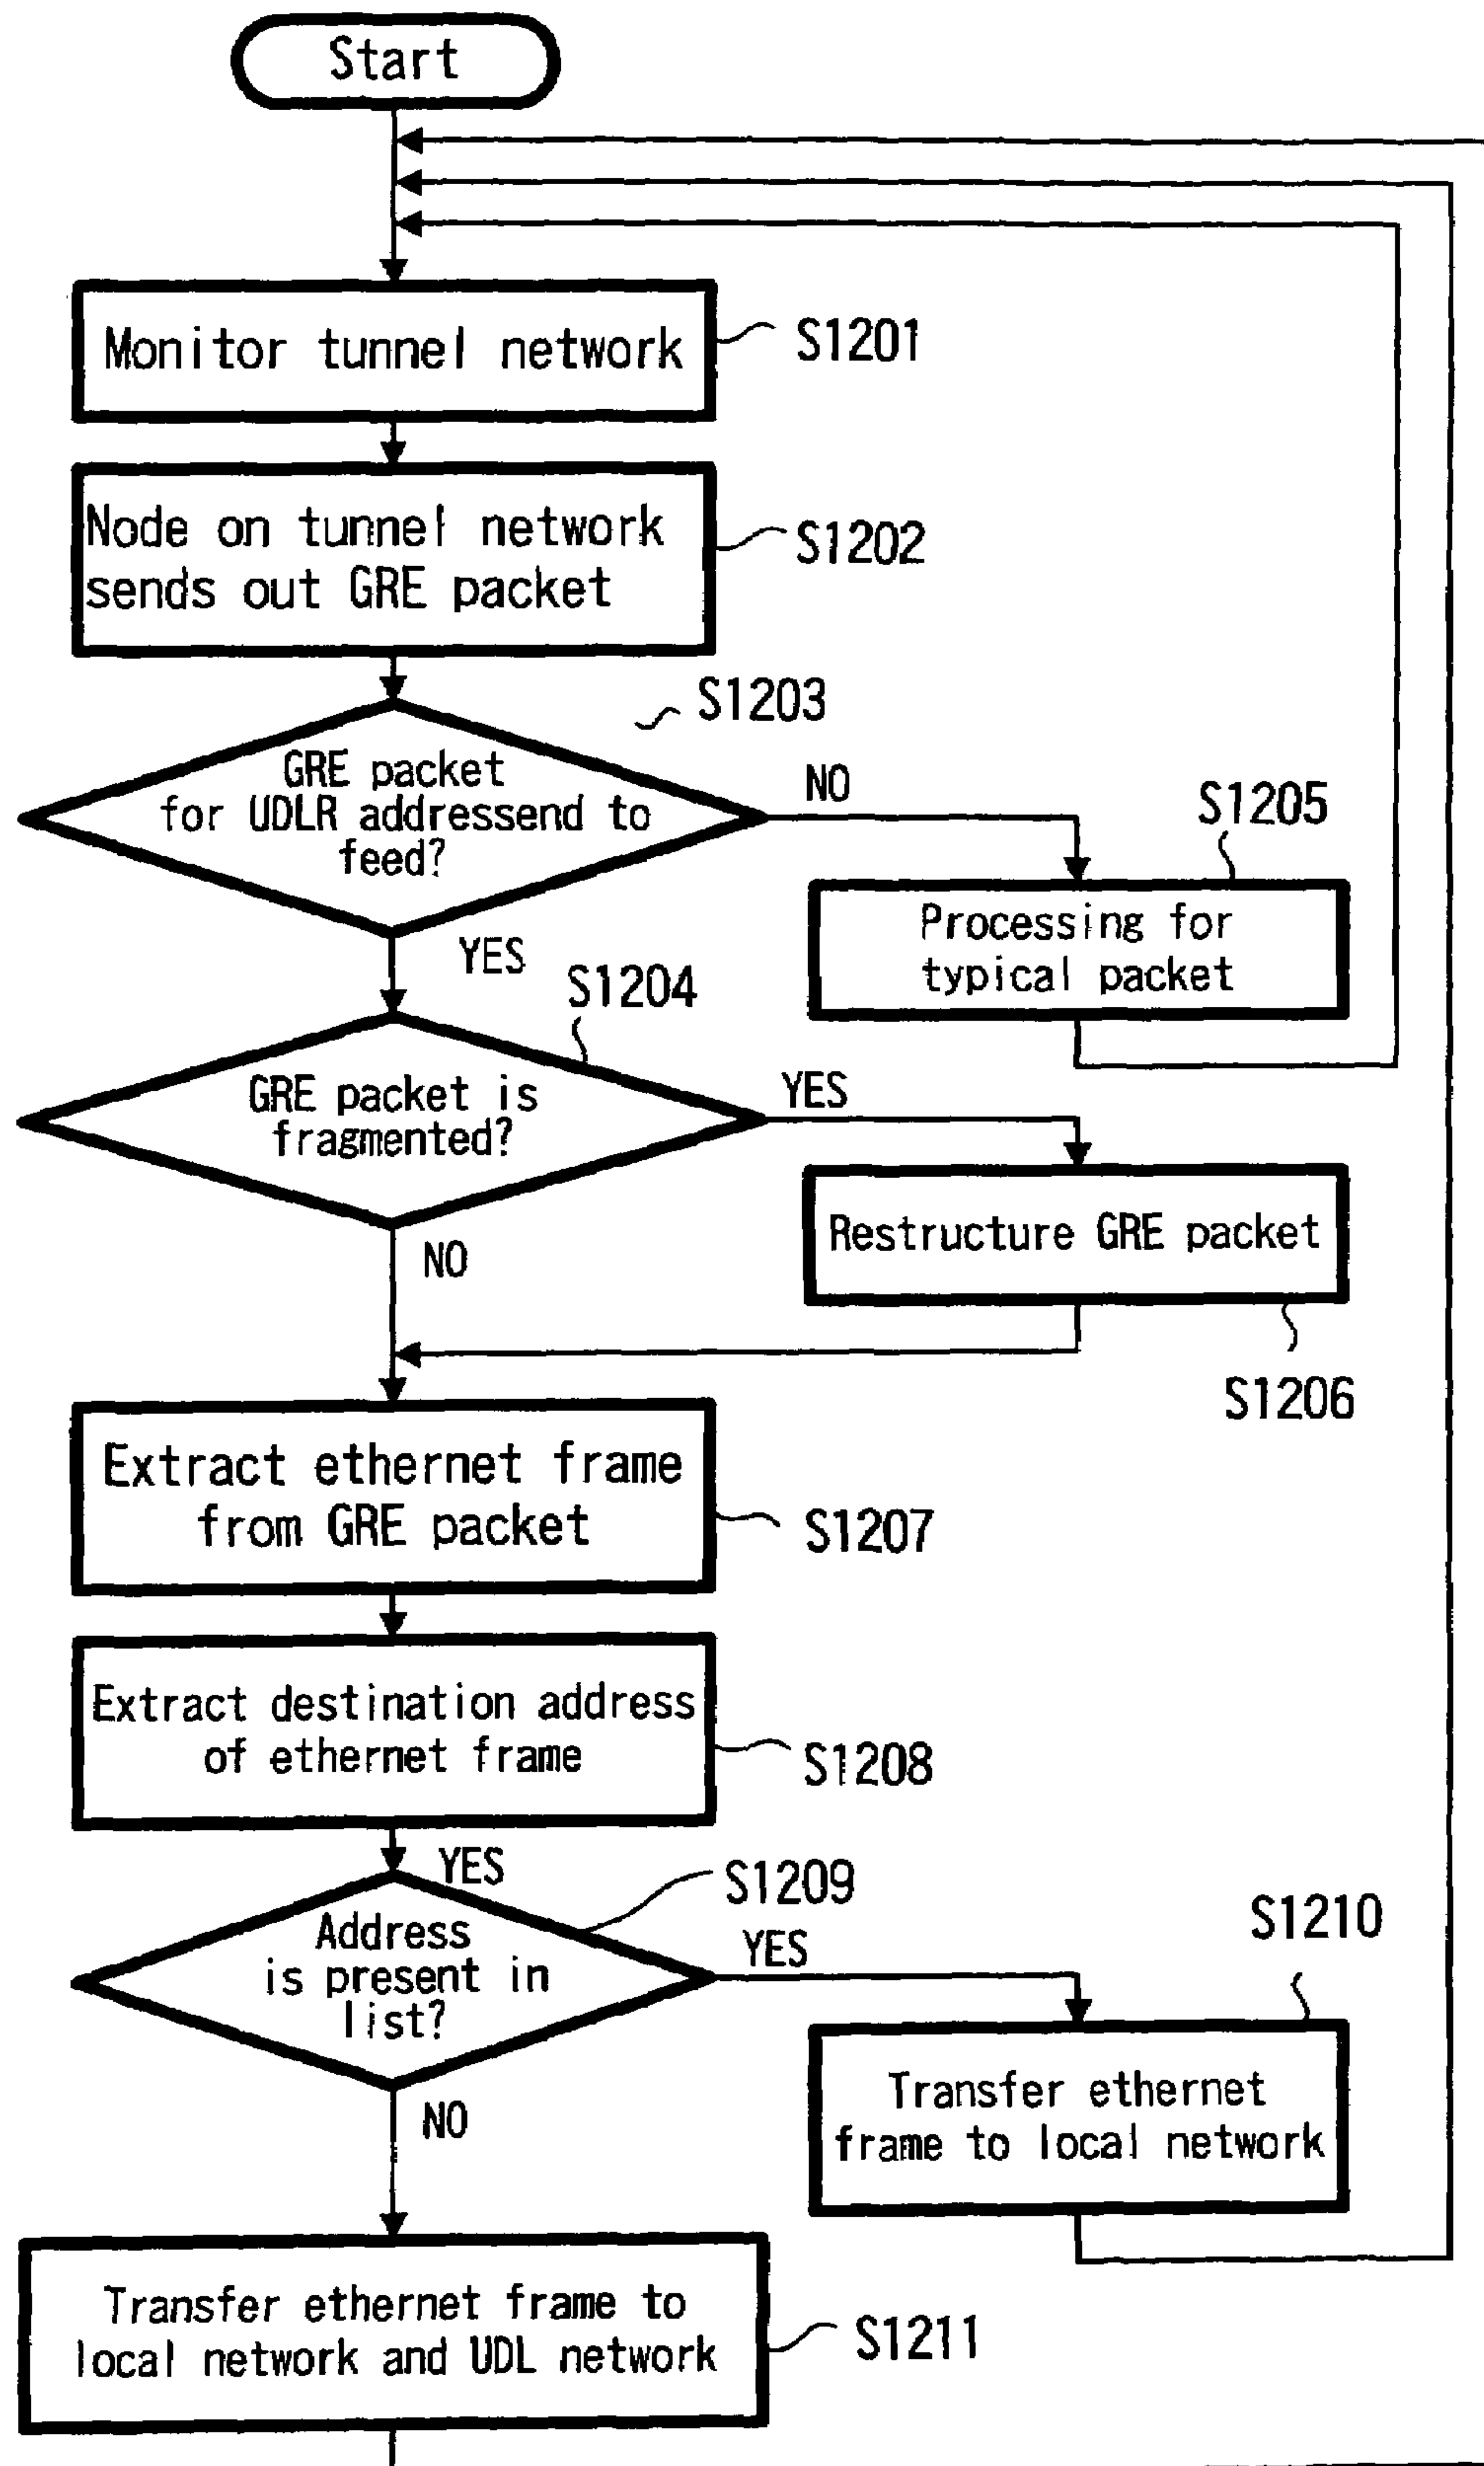 Start
Monitor tunnel network
S1201
Node on tunnel network
sends out GRE packet
S1202
S1203
GRE packet
for UDLR addressend to
feed?
NO
S1205
Processing for
typical packet
YES
S1204
GRE packet is
fragmented?
YES
Restructure GRE packet
NO
S1206
Extract ethernet frame
from GRE packet
S1207
Extract destination address
of ethernet frame
S1208
YES
S1209
Address
is present in
list?
YES
S1210
Transfer ethernet
frame to local network
NO
Transfer ethernet frame to
local network and UDL network
S1211